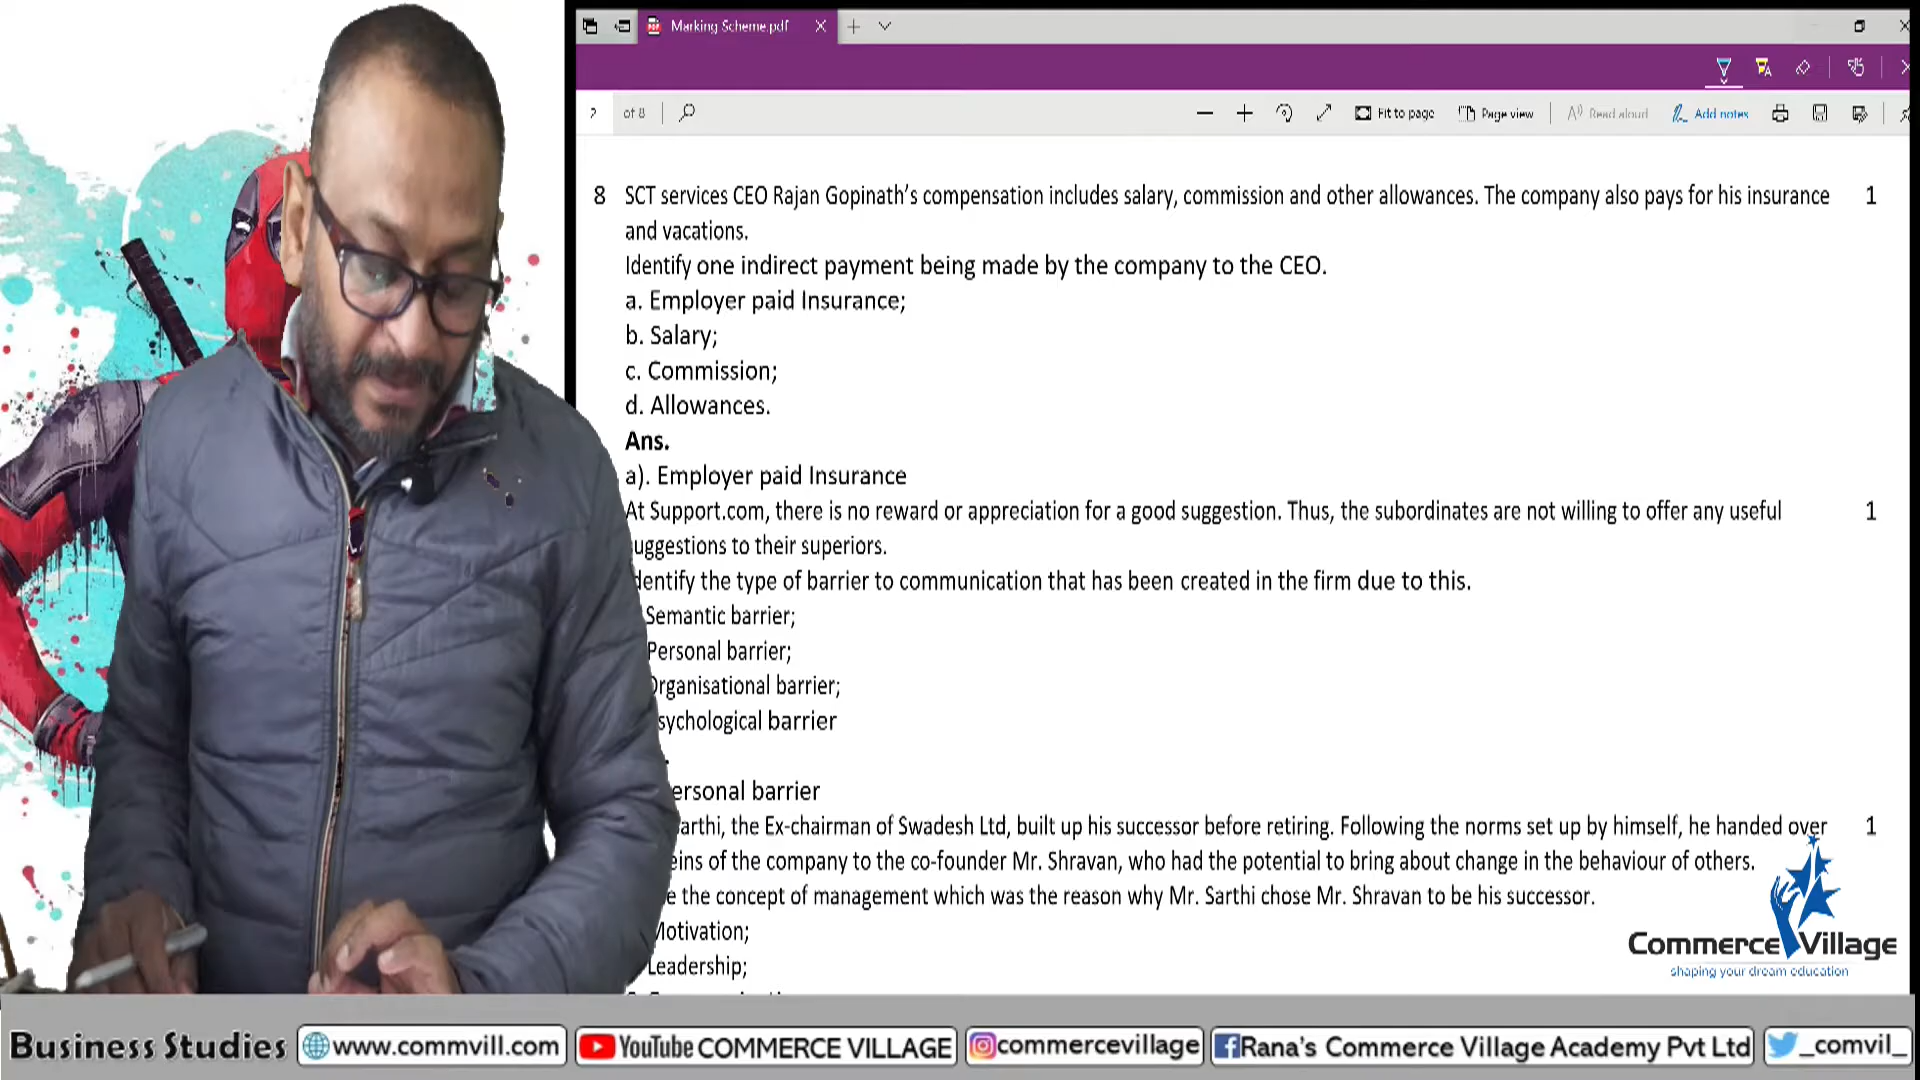 Marking Scheme.pdf
2 of 8
Fit to page
Page view
Read aloud
Add notes
8 SCT services CEO Rajan Gopinath's compensation includes salary, commission and other allowances. The company also pays for his insurance 1
and vacations.
Identify one indirect payment being made by the company to the CEO.
a. Employer paid Insurance;
b. Salary;
c. Commission;
d. Allowances.
Ans.
a). Employer paid Insurance
At Support.com, there is no reward or appreciation for a good suggestion. Thus, the subordinates are not willing to offer any useful 1
uggestions to their superiors.
dentify the type of barrier to communication that has been created in the firm due to this.
Semantic barrier;
Personal barrier;
Organisational barrier;
sychological barrier
ersonal barrier
arthi, the Ex-chairman of Swadesh Ltd, built up his successor before retiring. Following the norms set up by himself, he handed over 1
eins of the company to the co-founder Mr. Shravan, who had the potential to bring about change in the behaviour of others.
e the concept of management which was the reason why Mr. Sarthi chose Mr. Shravan to be his successor.
Motivation;
Leadership;
Commerce Village
shaping your dream education
Business Studies
www.commvill.com
YouTube COMMERCE VILLAGE
commercevillage
Rana's Commerce Village Academy Pvt Ltd
_comvil_